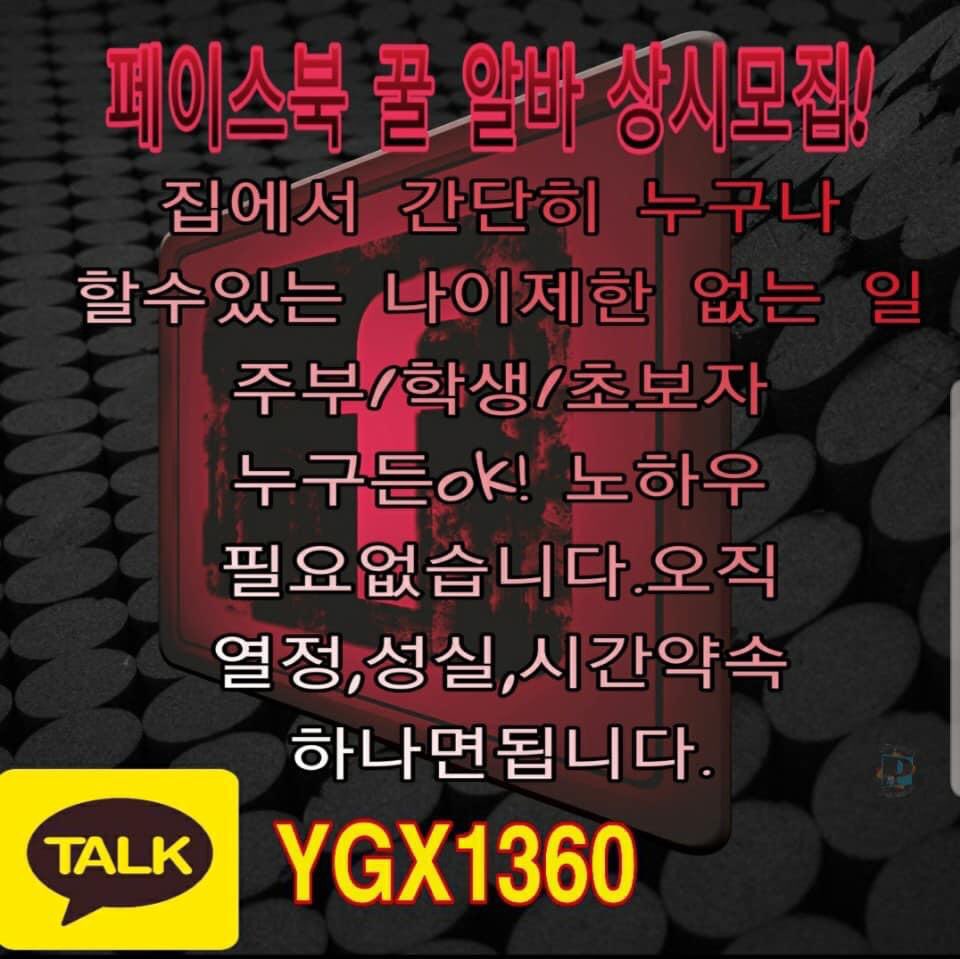 페이스북 꿀 알바 상시모집!
집에서 간단히 누구나
할수있는 나이제한 없는 일
주부/학생/초보자
누구든ok! 노하우
필요없습니다.오직
열정,성실,시간약속
하나면됩니다.
TALK YGX1360